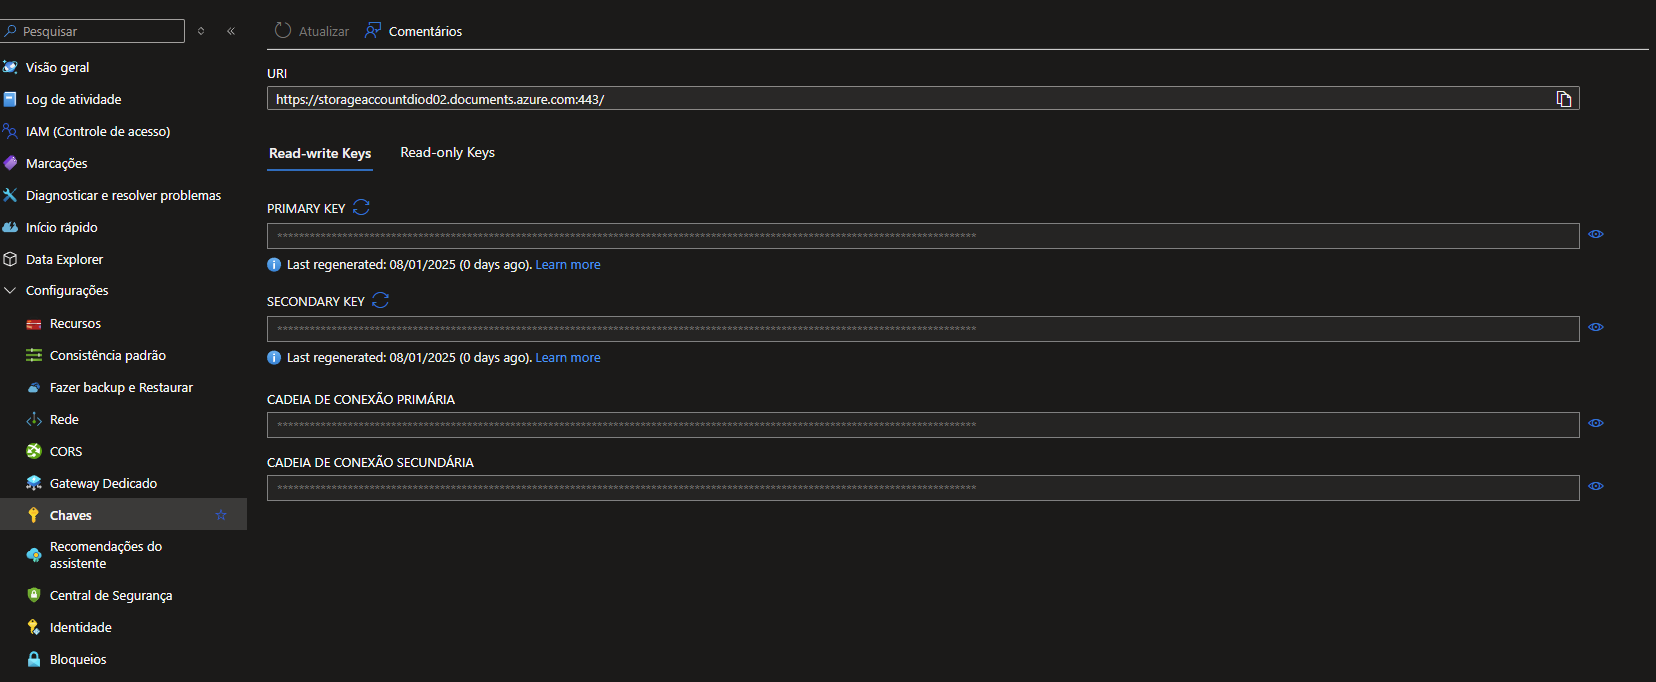 Pesquisar
Atualizar
Comentários
Visão geral
Log de atividade
IAM (Controle de acesso)
Marcações
Diagnosticar e resolver problemas
Início rápido
Data Explorer
Configurações
Recursos
Consistência padrão
Fazer backup e Restaurar
Rede
CORS
Gateway Dedicado
Chaves
Recomendações do
assistente
Central de Segurança
Identidade
Bloqueios
URI
https://storageaccountdiod02.documents.azure.com:443/
Read-write Keys
Read-only Keys
PRIMARY KEY
Last regenerated: 08/01/2025 (0 days ago). Learn more
SECONDARY KEY
Last regenerated: 08/01/2025 (0 days ago). Learn more
CADEIA DE CONEXÃO PRIMÁRIA
CADEIA DE CONEXÃO SECUNDÁRIA